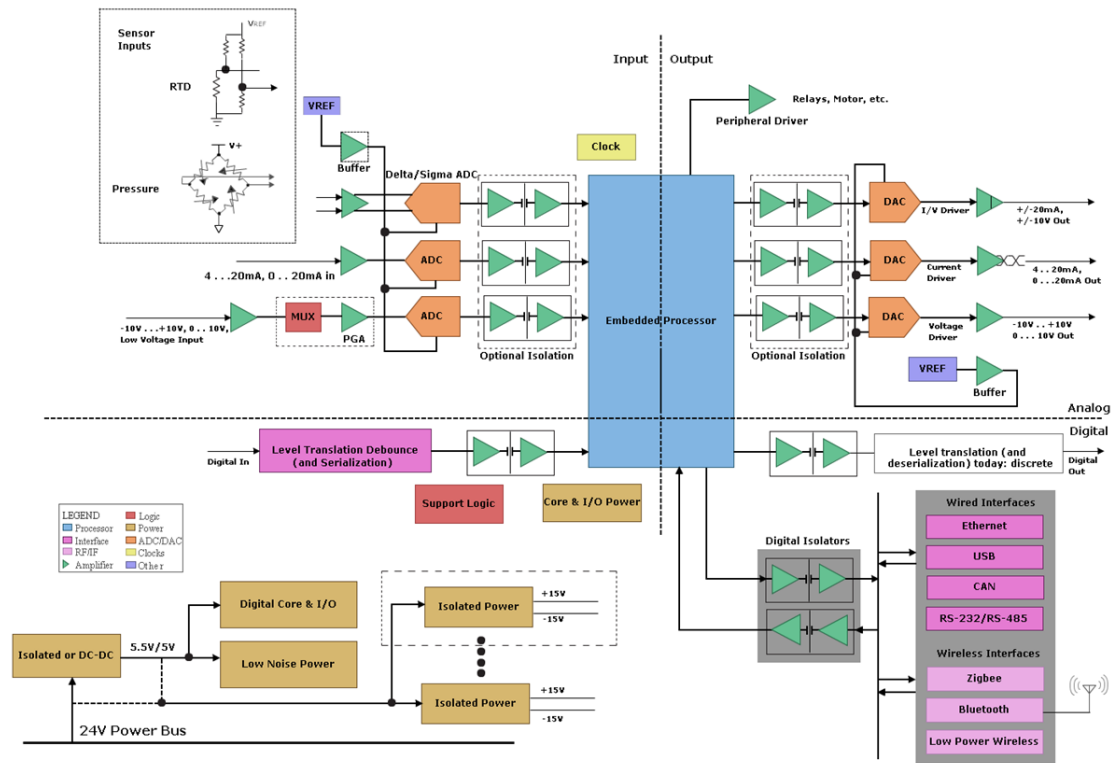 Sensor
Inputs
VREF
RTD
V+
Pressure
Input
Output
VREF
Buffer
Clock
Peripheral Driver
Relays, Motor, etc.
Delta/Sigma ADC
ADC
4 ...20mA, 0 .. 20mA in
ADC
MUX
PGA
-10V ...+10V, 0 ...10V,
Low Voltage Input
Optional Isolation
Embedded Processor
Optional Isolation
DAC
I/V Driver
+/-20mA,
+/-10V Out
DAC
Current
Driver
4 ..20mA,
0 ...20mA Out
DAC
Voltage
Driver
-10V .. +10V
0 ... 10V Out
VREF
Buffer
Analog
Digital
Digital In
Level Translation Debounce
(and Serialization)
Level translation (and
deserialization) today: discrete
Digital
Out
Support Logic
Core & I/O Power
LEGEND
Processor
Interface
RF/IF
Amplifier
Logic
Power
ADC/DAC
Clocks
Other
Digital Isolators
Wired Interfaces
Ethernet
USB
CAN
RS-232/RS-485
Wireless Interfaces
Zigbee
Bluetooth
Low Power Wireless
Isolated or DC-DC
5.5V/5V
Digital Core & I/O
Low Noise Power
Isolated Power
+15V
-15V
Isolated Power
+15V
-15V
24V Power Bus